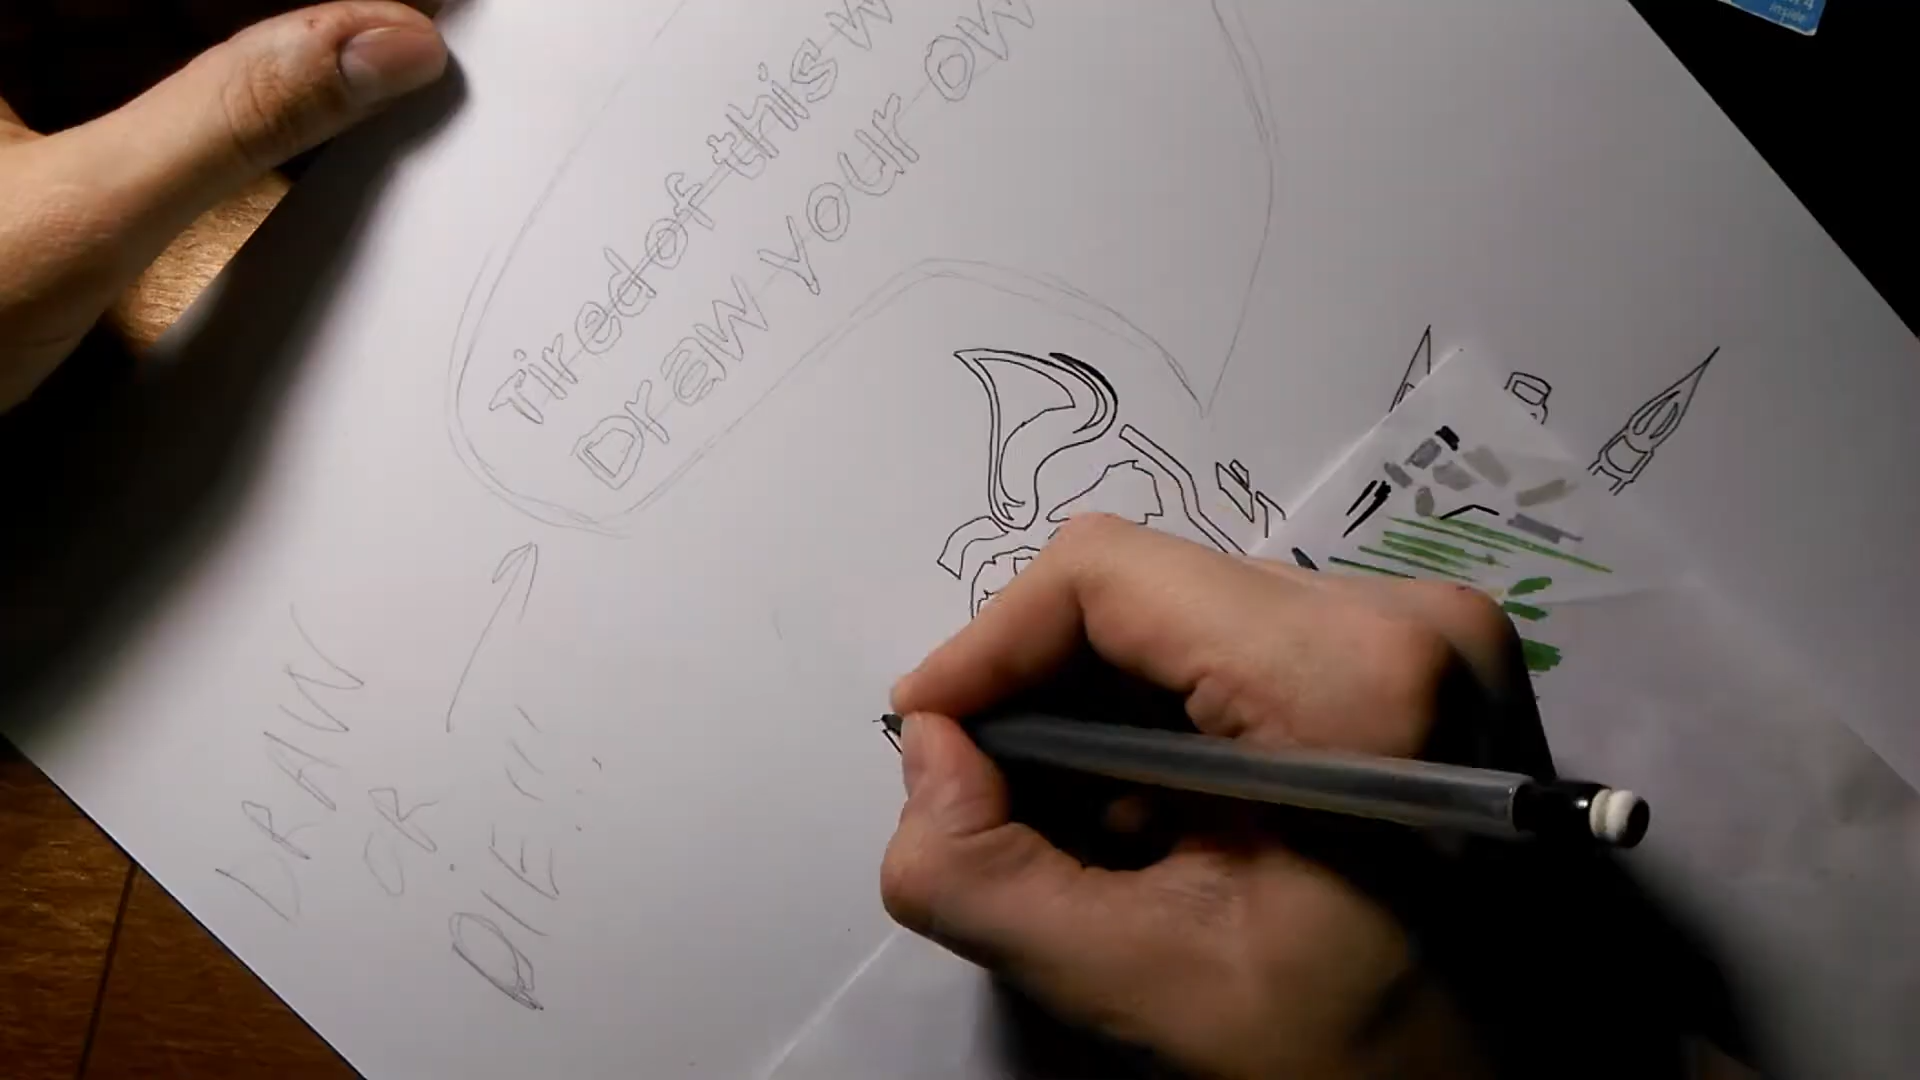 Tired of this w
Draw your ow
DRAW
OR
DIE!!!